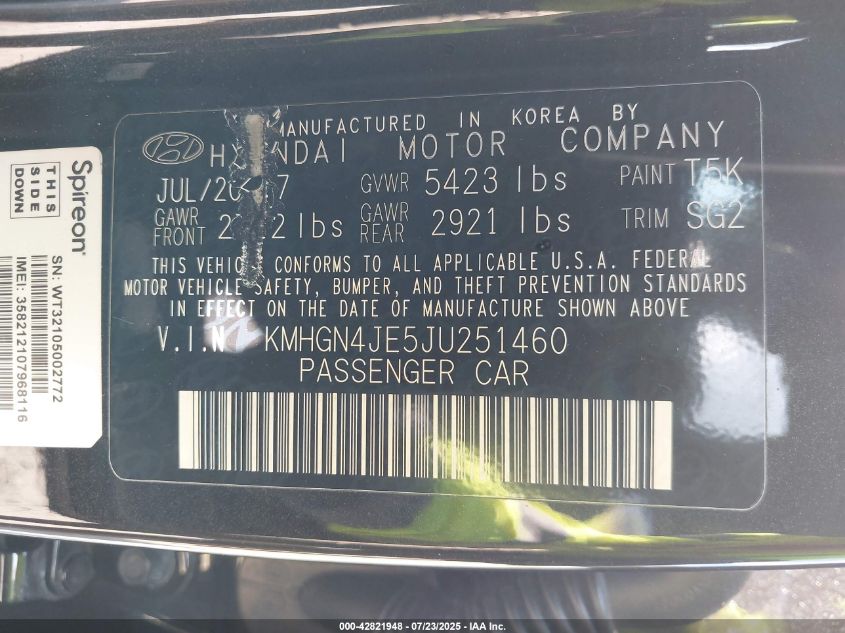 MANUFACTURED IN KOREA BY
HYUNDAI MOTOR COMPANY
GVWR 5423 lbs PAINT T5K
GAWR FRONT GAWR REAR 2921 lbs TRIM SG2
THIS VEHICLE CONFORMS TO ALL APPLICABLE U.S.A. FEDERAL
MOTOR VEHICLE SAFETY, BUMPER, AND THEFT PREVENTION STANDARDS
IN EFFECT ON THE DATE OF MANUFACTURE SHOWN ABOVE
V.I.N KMHGN4JE5JU251460
PASSENGER CAR
Spireon®
THIS
SIDE
DOWN
SN: WT32105002772
IMEI: 358212107968116
000-42821948 - 07/23/2025 - IAA Inc.